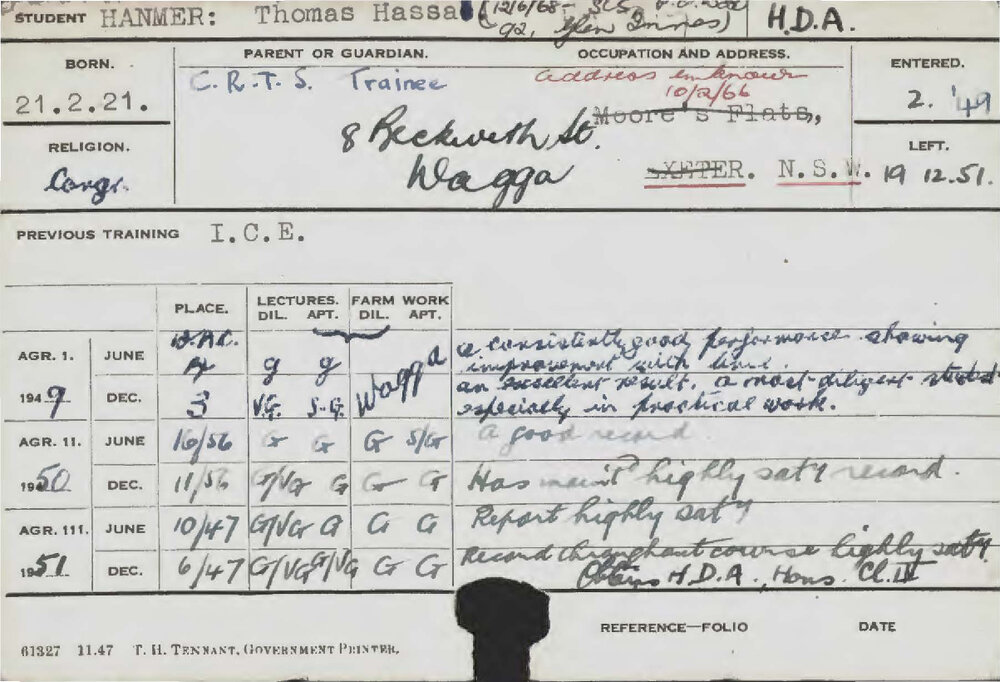 STUDENT HANMER: Thomas Hassa (12/6/68- SCS, P.O. Box
92, Glen Innes) H.D.A.
BORN. PARENT OR GUARDIAN. OCCUPATION AND ADDRESS. ENTERED.
21.2.21. C.R.T.S. Trainee address unknown 2. '49
10/2/66
8 Beckwith St. Moore's Flats,
RELIGION. LEFT.
Congr. Wagga EXETER. N.S.W. 19 12.51.
PREVIOUS TRAINING I.C.E.
PLACE. LECTURES. FARM WORK
DIL. APT. DIL. APT.
W.A.C. a consistently good performance showing
AGR. 1. JUNE g g Wagga improvement with time.
1949 DEC. 3 V.G. S-G. an excellent result. a most diligent student
especially in practical work.
AGR. 11. JUNE 16/56 G G G S/G a good record.
1950 DEC. 11/56 G/VG G G G Has maint'd highly sat'y record.
AGR. 111. JUNE 10/47 G/VG G G G Report highly sat'y
1951 DEC. 6/47 G/VG G/VG G G Record throughout course highly sat'y.
Obtains H.D.A., Hons. Cl. II
REFERENCE—FOLIO DATE
61327 11.47 T. H. TENNANT, GOVERNMENT PRINTER.